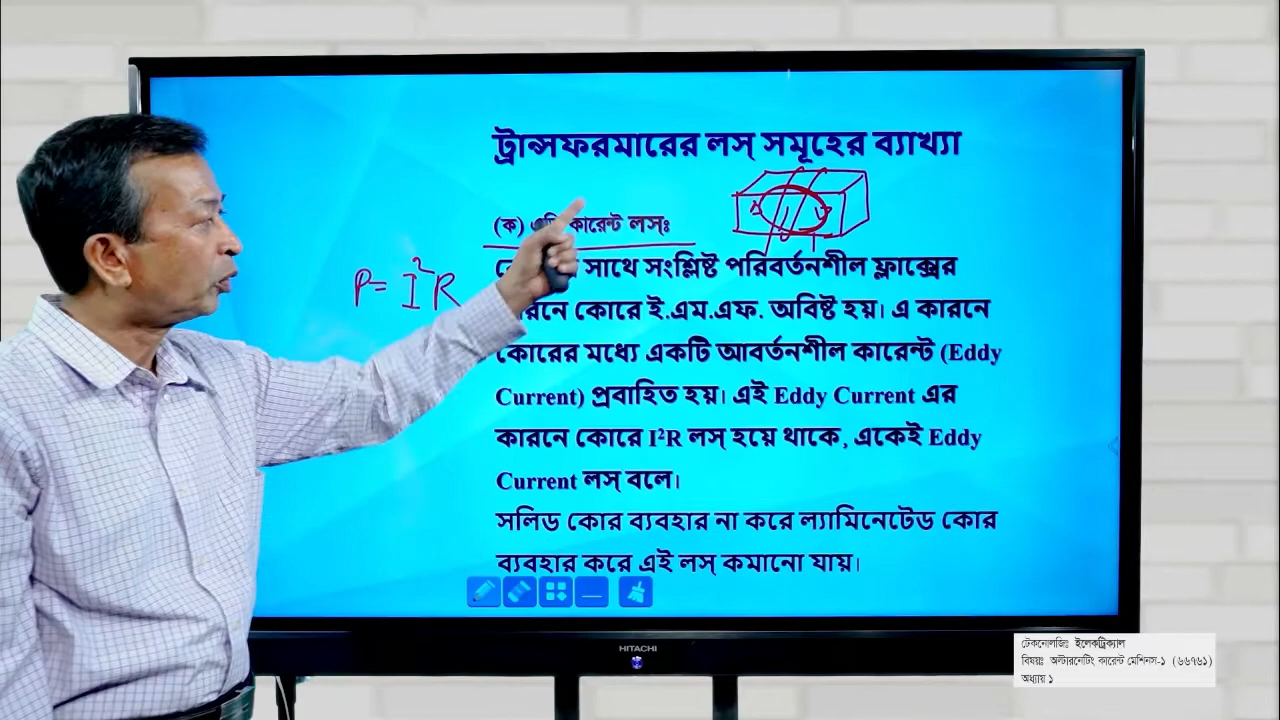 ট্রান্সফরমারের লস্ সমূহের ব্যাখ্যা
(ক) কারেন্ট লস্ঃ
P= I²R
সাথে সংশ্লিষ্ট পরিবর্তনশীল ফ্লাক্সের
কোরে ই.এম.এফ. অবিষ্ট হয়। এ কারনে
কোরের মধ্যে একটি আবর্তনশীল কারেন্ট (Eddy
Current) প্রবাহিত হয়। এই Eddy Current এর
কারনে কোরে I²R লস্ হয়ে থাকে, একেই Eddy
Current লস্ বলে।
সলিড কোর ব্যবহার না করে ল্যামিনেটেড কোর
ব্যবহার করে এই লস্ কমানো যায়।
HITACHI
টেকনোলজিঃ ইলেকট্রিক্যাল
বিষয়ঃ অল্টারনেটিং কারেন্ট মেশিনস-১ (৬৬৭৬১)
অধ্যায় ১